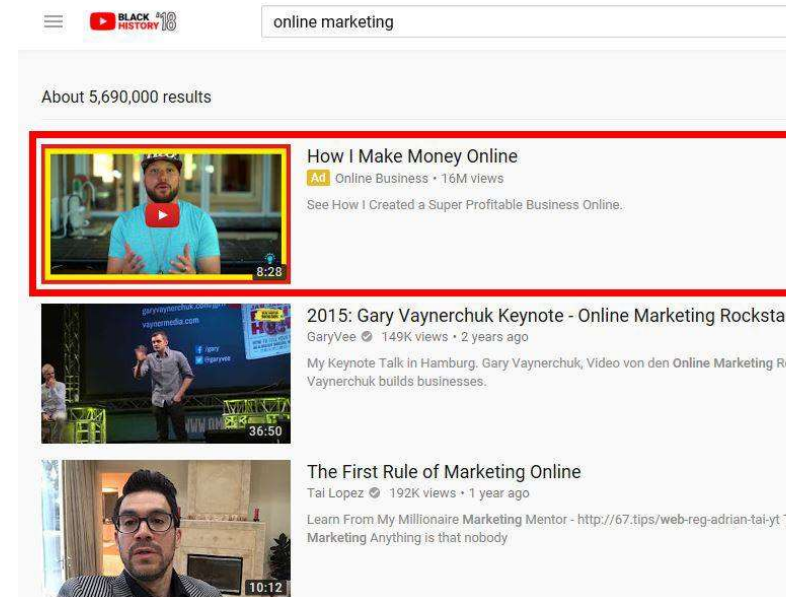 BLACK '18
HISTORY
online marketing
About 5,690,000 results
How I Make Money Online
Ad Online Business • 16M views
See How I Created a Super Profitable Business Online.
8:28
2015: Gary Vaynerchuk Keynote - Online Marketing Rocksta
GaryVee 149K views • 2 years ago
My Keynote Talk in Hamburg. Gary Vaynerchuk, Video von den Online Marketing R
Vaynerchuk builds businesses.
vaynermedia.com
/garyvee
36:50
The First Rule of Marketing Online
Tai Lopez 192K views • 1 year ago
Learn From My Millionaire Marketing Mentor - http://67.tips/web-reg-adrian-tai-yt T
Marketing Anything is that nobody
10:12